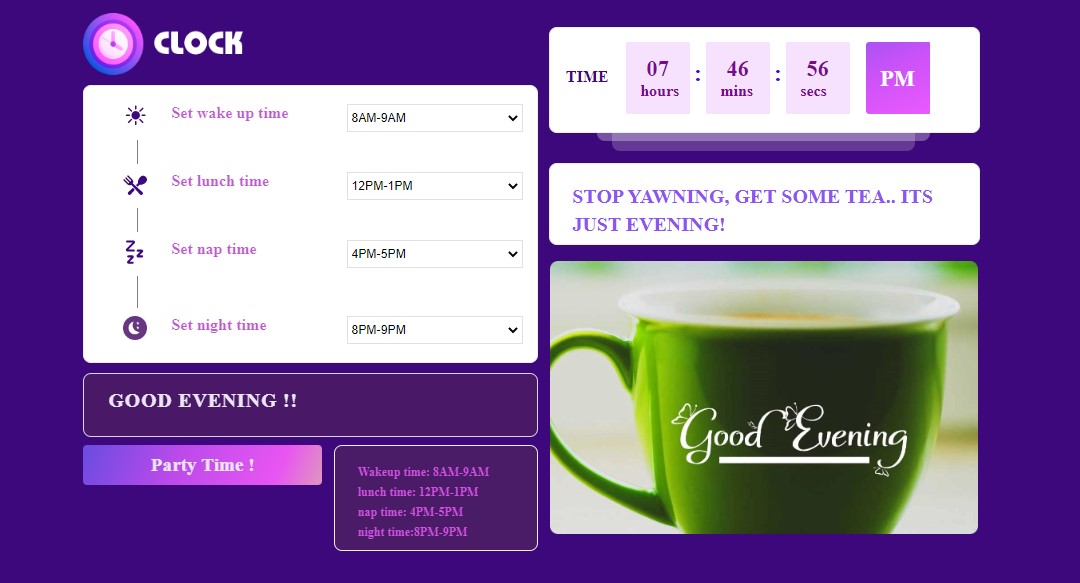 CLOCK
Set wake up time
8AM-9AM
Set lunch time
12PM-1PM
Set nap time
4PM-5PM
Set night time
8PM-9PM
GOOD EVENING !!
Party Time !
Wakeup time: 8AM-9AM
lunch time: 12PM-1PM
nap time: 4PM-5PM
night time:8PM-9PM
TIME
07
hours
:
46
mins
:
56
secs
PM
STOP YAWNING, GET SOME TEA.. ITS
JUST EVENING!
Good Evening